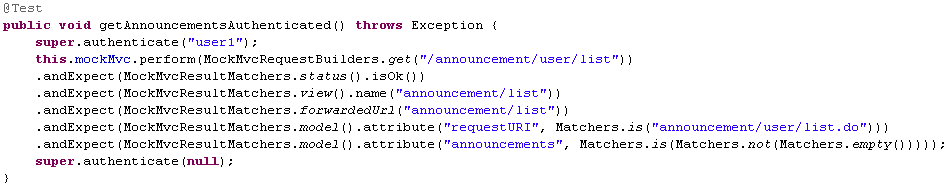 @Test
public void getAnnouncementsAuthenticated() throws Exception {
    super.authenticate("user1");
    this.mockMvc.perform(MockMvcRequestBuilders.get("/announcement/user/list"))
    .andExpect(MockMvcResultMatchers.status().isOk())
    .andExpect(MockMvcResultMatchers.view().name("announcement/list"))
    .andExpect(MockMvcResultMatchers.forwardedUrl("announcement/list"))
    .andExpect(MockMvcResultMatchers.model().attribute("requestURI", Matchers.is("announcement/user/list.do")))
    .andExpect(MockMvcResultMatchers.model().attribute("announcements", Matchers.is(Matchers.not(Matchers.empty()))));
    super.authenticate(null);
}